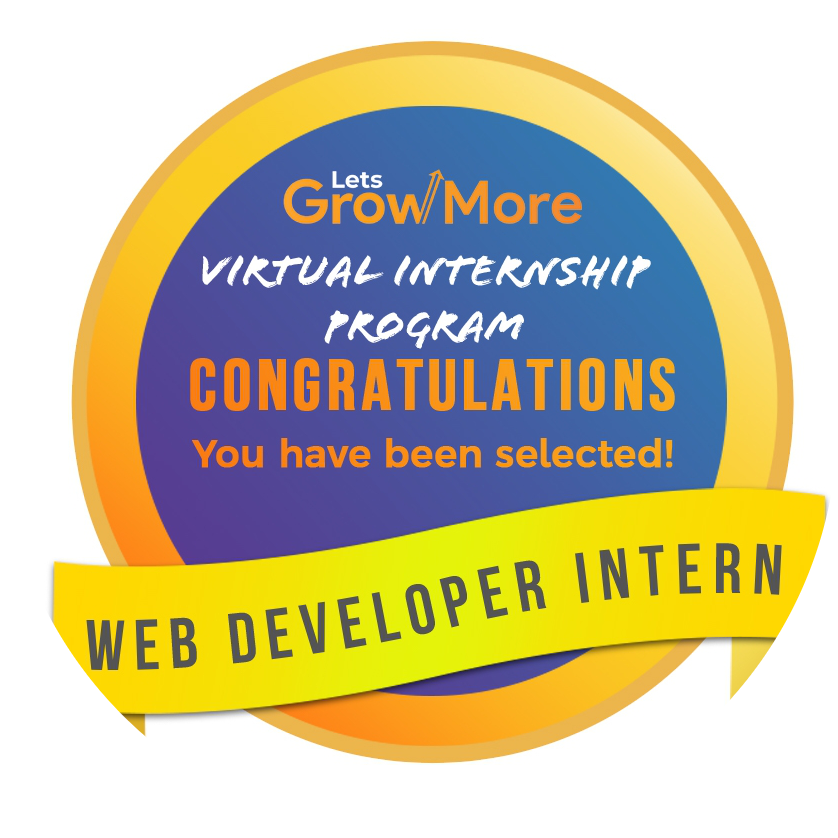 Lets
GrowMore
VIRTUAL INTERNSHIP
PROGRAM
CONGRATULATIONS
You have been selected!
WEB DEVELOPER INTERN